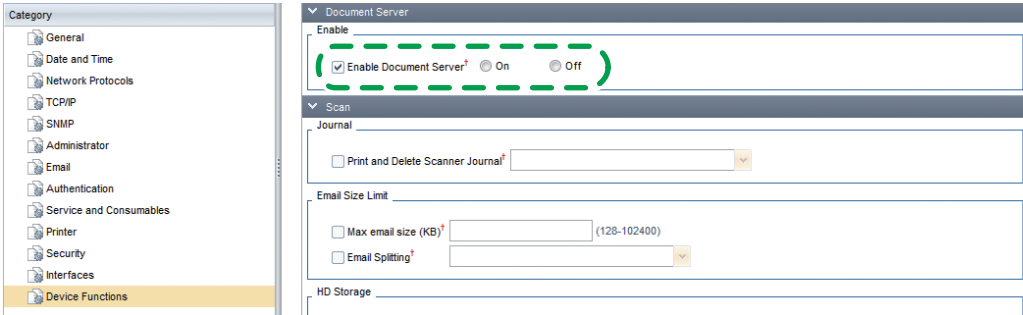 Category
General
Date and Time
Network Protocols
TCP/IP
SNMP
Administrator
Email
Authentication
Service and Consumables
Printer
Security
Interfaces
Device Functions
Document Server
Enable
Enable Document Server† On Off
Scan
Journal
Print and Delete Scanner Journal†
Email Size Limit
Max email size (KB)† (128-102400)
Email Splitting†
HD Storage